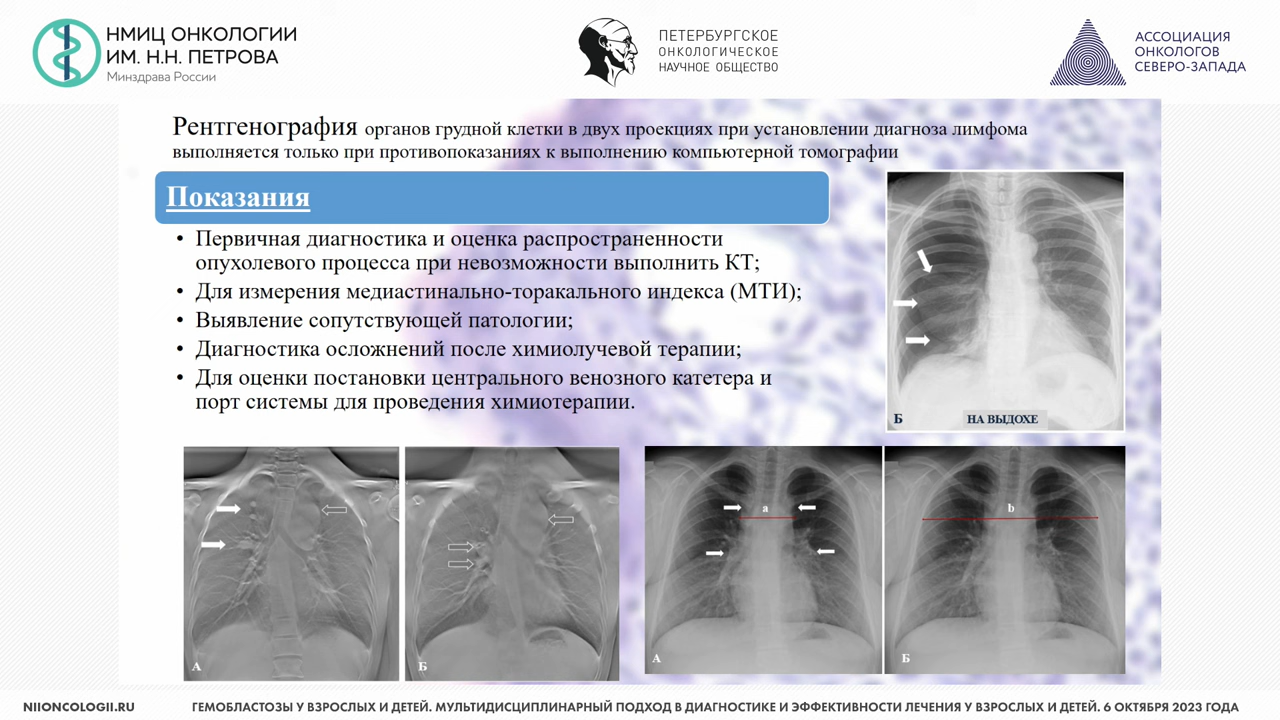 НМИЦ ОНКОЛОГИИ
ИМ. Н.Н. ПЕТРОВА
Минздрава России
ПЕТЕРБУРГСКОЕ
ОНКОЛОГИЧЕСКОЕ
НАУЧНОЕ ОБЩЕСТВО
АССОЦИАЦИЯ
ОНКОЛОГОВ
СЕВЕРО-ЗАПАДА
Рентгенография органов грудной клетки в двух проекциях при установлении диагноза лимфома
выполняется только при противопоказаниях к выполнению компьютерной томографии
Показания
• Первичная диагностика и оценка распространенности
опухолевого процесса при невозможности выполнить КТ;
• Для измерения медиастинально-торакального индекса (МТИ);
• Выявление сопутствующей патологии;
• Диагностика осложнений после химиолучевой терапии;
• Для оценки постановки центрального венозного катетера и
порт системы для проведения химиотерапии.
Б НА ВЫДОХЕ
А
Б
a
А
b
Б
NIIONCOLOGII.RU
ГЕМОБЛАСТОЗЫ У ВЗРОСЛЫХ И ДЕТЕЙ. МУЛЬТИДИСЦИПЛИНАРНЫЙ ПОДХОД В ДИАГНОСТИКЕ И ЭФФЕКТИВНОСТИ ЛЕЧЕНИЯ У ВЗРОСЛЫХ И ДЕТЕЙ. 6 ОКТЯБРЯ 2023 ГОДА